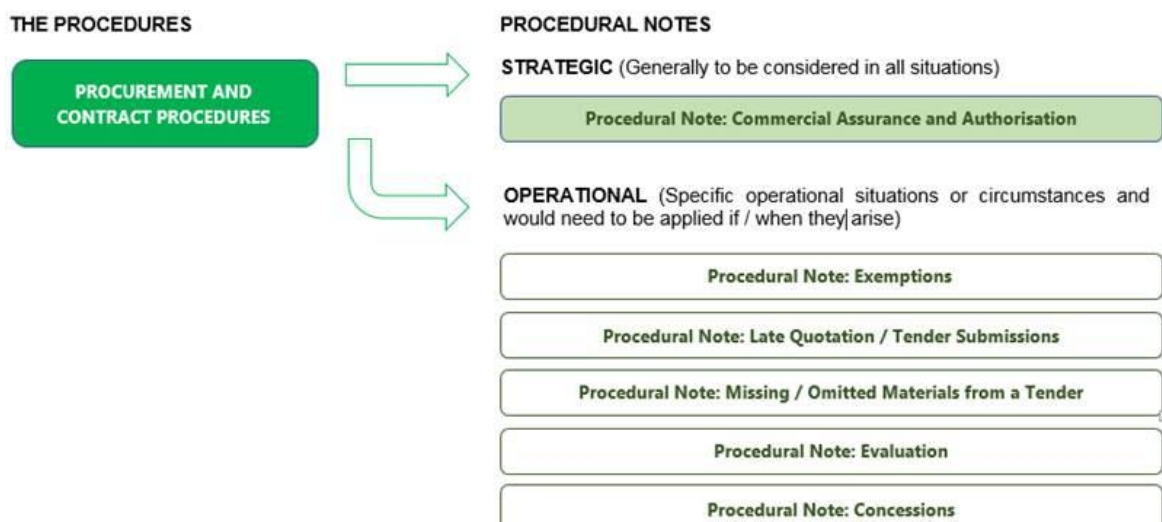 THE PROCEDURES
PROCUREMENT AND
CONTRACT PROCEDURES
PROCEDURAL NOTES
STRATEGIC (Generally to be considered in all situations)
Procedural Note: Commercial Assurance and Authorisation
OPERATIONAL (Specific operational situations or circumstances and
would need to be applied if / when they arise)
Procedural Note: Exemptions
Procedural Note: Late Quotation / Tender Submissions
Procedural Note: Missing / Omitted Materials from a Tender
Procedural Note: Evaluation
Procedural Note: Concessions